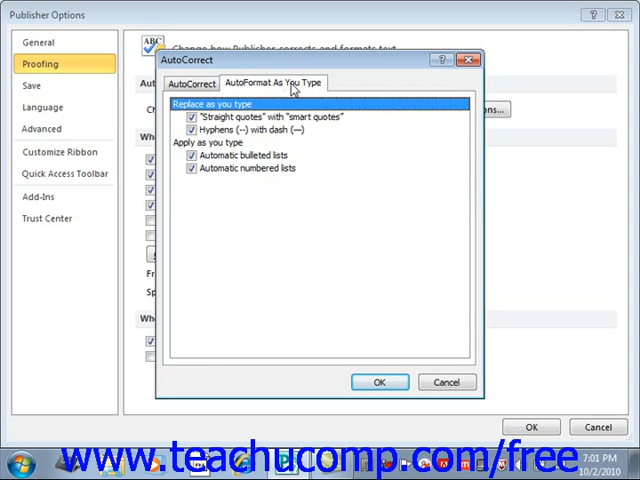 Publisher Options
General
Proofing
Save
Language
Advanced
Customize Ribbon
Quick Access Toolbar
Add-Ins
Trust Center
ABC
Change how Publisher corrects and formats text.
AutoCorrect
AutoCorrect
AutoFormat As You Type
Replace as you type
"Straight quotes" with “smart quotes”
Hyphens (--) with dash (—)
Apply as you type
Automatic bulleted lists
Automatic numbered lists
OK
Cancel
OK
Cancel
www.teachucomp.com/free
7:01 PM
10/2/2010